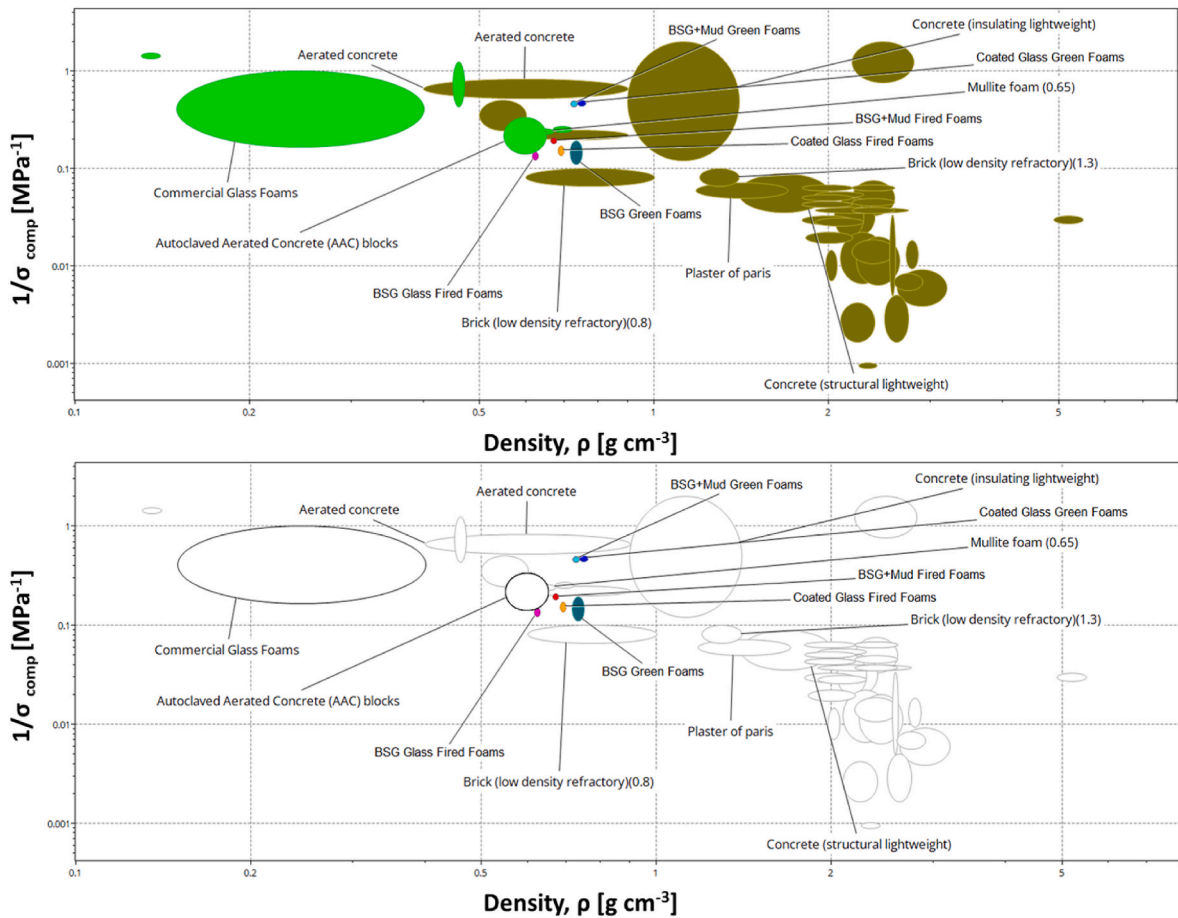 BSG+Mud Green Foams
Concrete (insulating lightweight)
Aerated concrete
Aerated concrete
Coated Glass Green Foams
Mullite foam (0.65)
BSG+Mud Fired Foams
Coated Glass Fired Foams
Brick (low density refractory)(1.3)
Commercial Glass Foams
BSG Green Foams
Autoclaved Aerated Concrete (AAC) blocks
Plaster of paris
BSG Glass Fired Foams
Brick (low density refractory)(0.8)
Concrete (structural lightweight)
1/σ comp [MPa-1]
1
0.1
0.01
0.001
0.1
0.2
0.5
1
2
5
Density, ρ [g cm-3]
BSG+Mud Green Foams
Concrete (insulating lightweight)
Aerated concrete
Aerated concrete
Coated Glass Green Foams
Mullite foam (0.65)
BSG+Mud Fired Foams
Coated Glass Fired Foams
Brick (low density refractory)(1.3)
Commercial Glass Foams
BSG Green Foams
Autoclaved Aerated Concrete (AAC) blocks
Plaster of paris
BSG Glass Fired Foams
Brick (low density refractory)(0.8)
Concrete (structural lightweight)
1/σ comp [MPa-1]
1
0.1
0.01
0.001
0.1
0.2
0.5
1
2
5
Density, ρ [g cm-3]